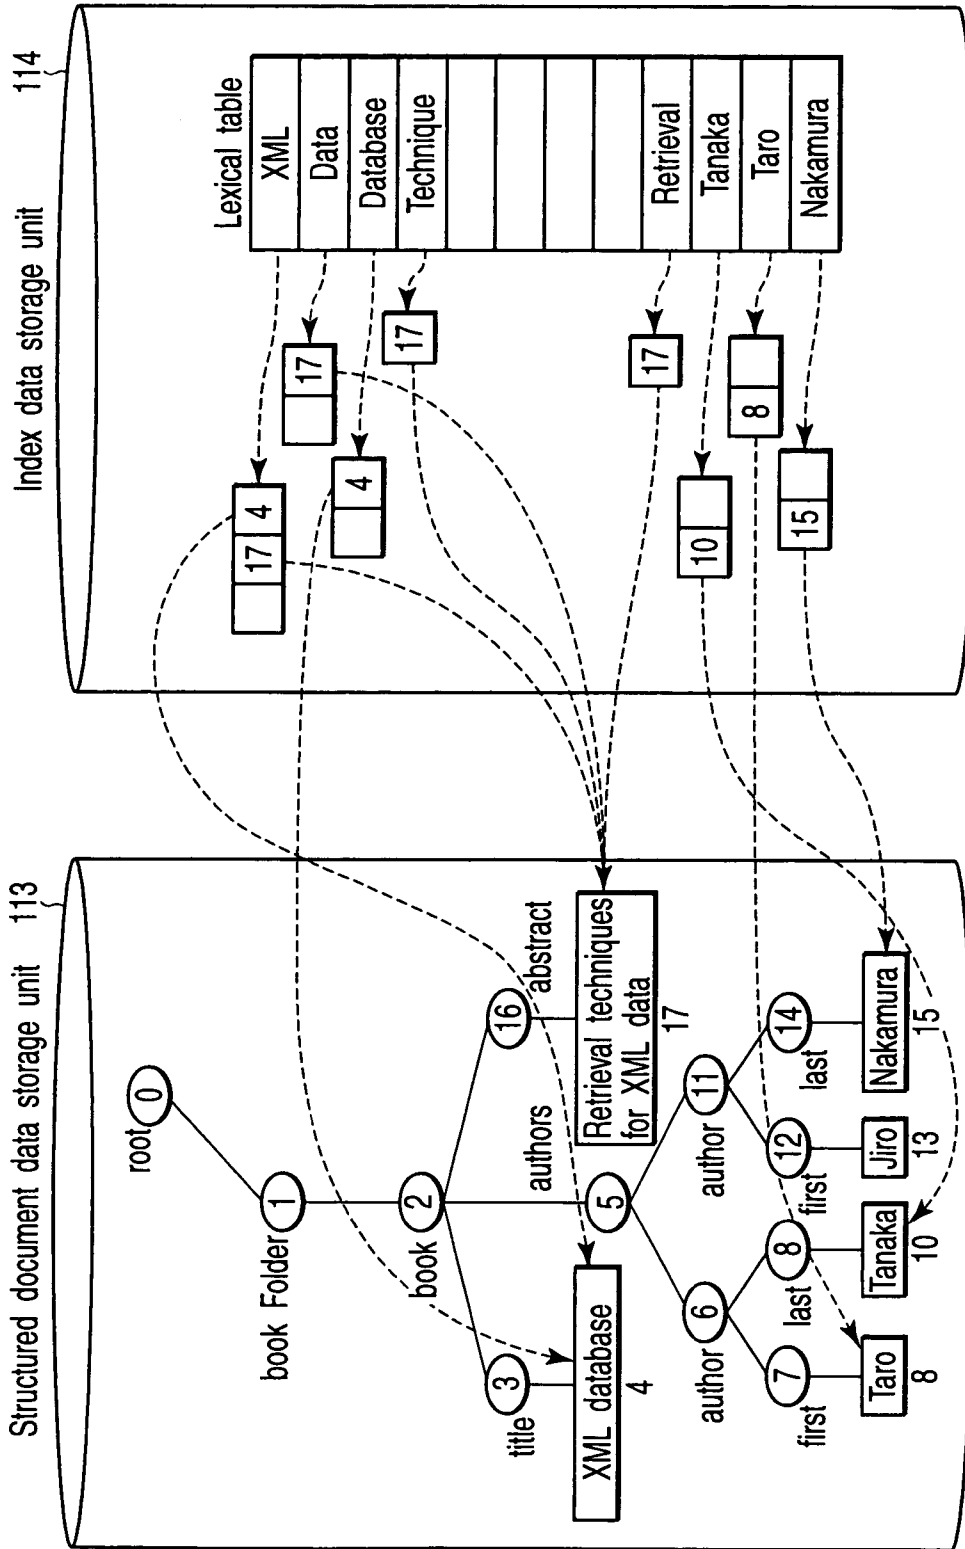 Structured document data storage unit
113
root
0
book Folder
1
book
2
title
3
XML database
4
authors
5
16
abstract
Retrieval techniques
for XML data
17
author
6
author
11
first
7
last
8
first
12
last
14
Taro
8
Tanaka
10
Jiro
13
Nakamura
15
Index data storage unit
114
Lexical table
XML
Data
Database
Technique
Retrieval
Tanaka
Taro
Nakamura
17
4
17
4
17
17
10
8
15